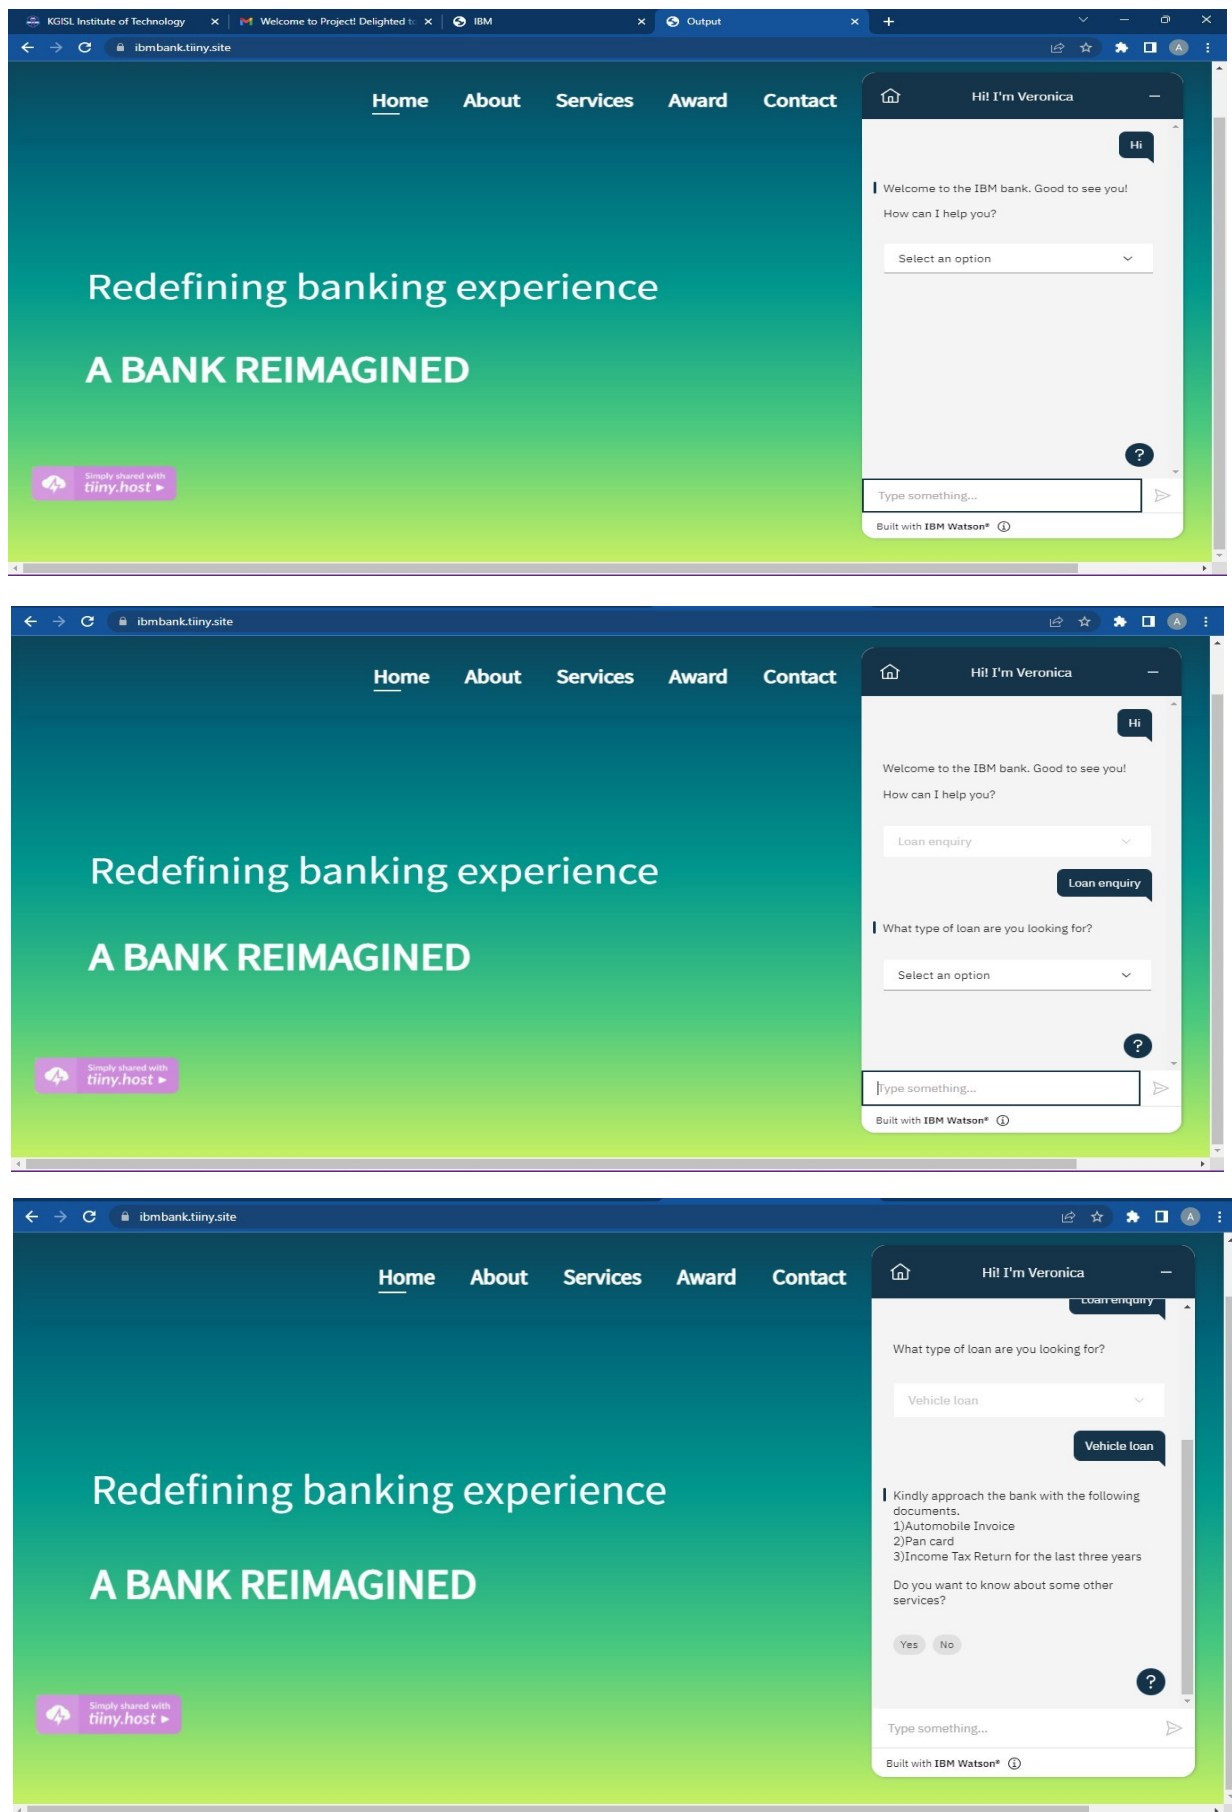 KGISL Institute of Technology
Welcome to Project! Delighted to
IBM
Output
ibmbank.tiiny.site
A
Home About Services Award Contact
Hi! I'm Veronica
Hi
Welcome to the IBM bank. Good to see you!
How can I help you?
Select an option
Redefining banking experience
A BANK REIMAGINED
Simply shared with
tiiny.host ►
?
Type something...
Built with IBM Watson®
ibmbank.tiiny.site
A
Home About Services Award Contact
Hi! I'm Veronica
Hi
Welcome to the IBM bank. Good to see you!
How can I help you?
Loan enquiry
Loan enquiry
What type of loan are you looking for?
Select an option
Redefining banking experience
A BANK REIMAGINED
Simply shared with
tiiny.host ►
?
Type something...
Built with IBM Watson®
ibmbank.tiiny.site
A
Home About Services Award Contact
Hi! I'm Veronica
Loan enquiry
What type of loan are you looking for?
Vehicle loan
Vehicle loan
Kindly approach the bank with the following
documents.
1)Automobile Invoice
2)Pan card
3)Income Tax Return for the last three years
Do you want to know about some other
services?
Yes No
Redefining banking experience
A BANK REIMAGINED
Simply shared with
tiiny.host ►
?
Type something...
Built with IBM Watson®